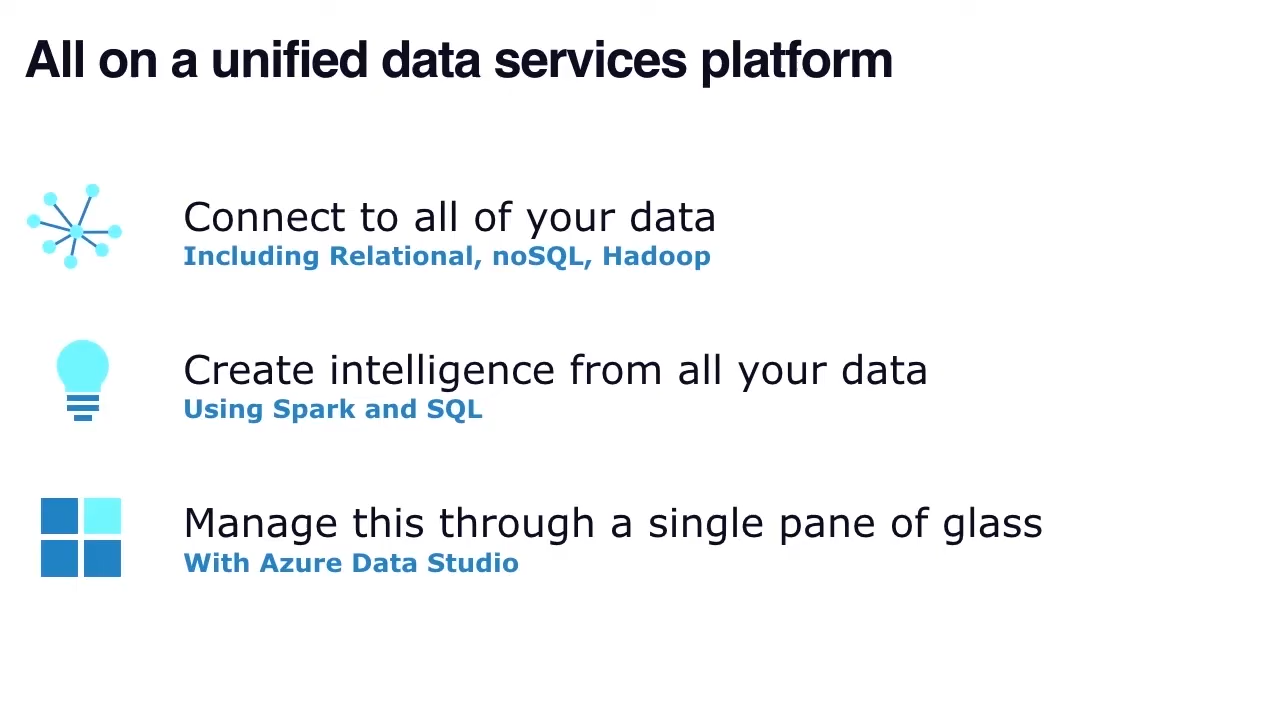 All on a unified data services platform
Connect to all of your data
Including Relational, noSQL, Hadoop
Create intelligence from all your data
Using Spark and SQL
Manage this through a single pane of glass
With Azure Data Studio